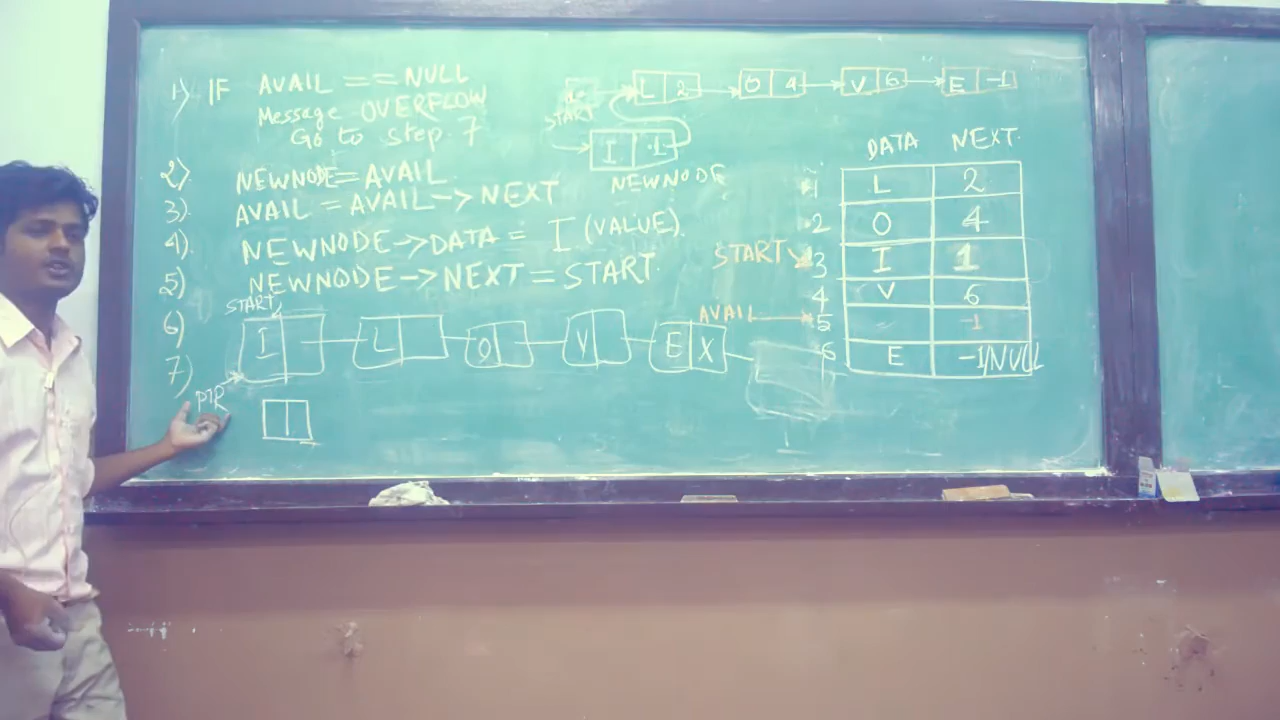 1) IF AVAIL == NULL
Message OVERFLOW
Go to step 7
2) NEWNODE=AVAIL
3). AVAIL = AVAIL->NEXT
4). NEWNODE->DATA = I (VALUE).
5) NEWNODE->NEXT = START.
6)
7)
START
L 2 O 4 V 6 E -1
I 1
NEWNODE
START
I L O V E X
PTR
DATA NEXT
1 L 2
2 O 4
START 3 I 1
4 V 6
AVAIL 5 -1
6 E -1/NULL